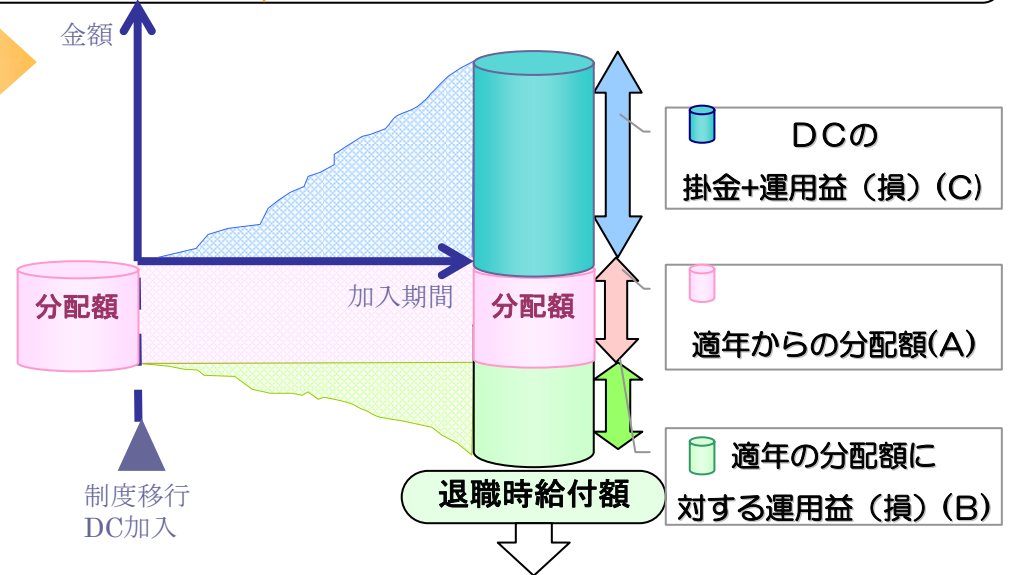 金額
ＤＣの
掛金+運用益（損）(C)
分配額
加入期間
分配額
適年からの分配額(A)
適年の分配額に
対する運用益（損）(B)
制度移行
DC加入
退職時給付額